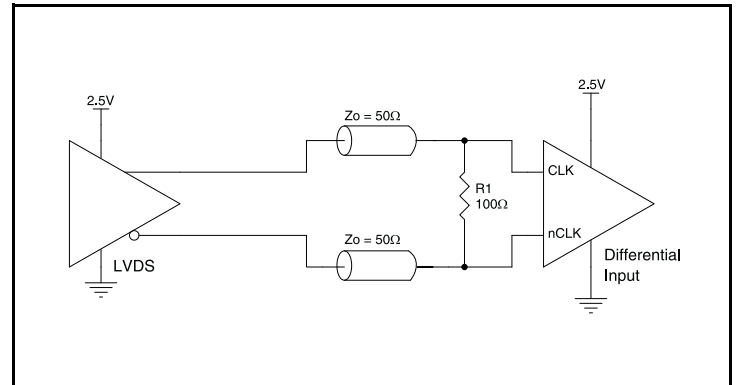 2.5V
2.5V
Zo = 50Ω
CLK
R1
100Ω
nCLK
Zo = 50Ω
LVDS
Differential
Input